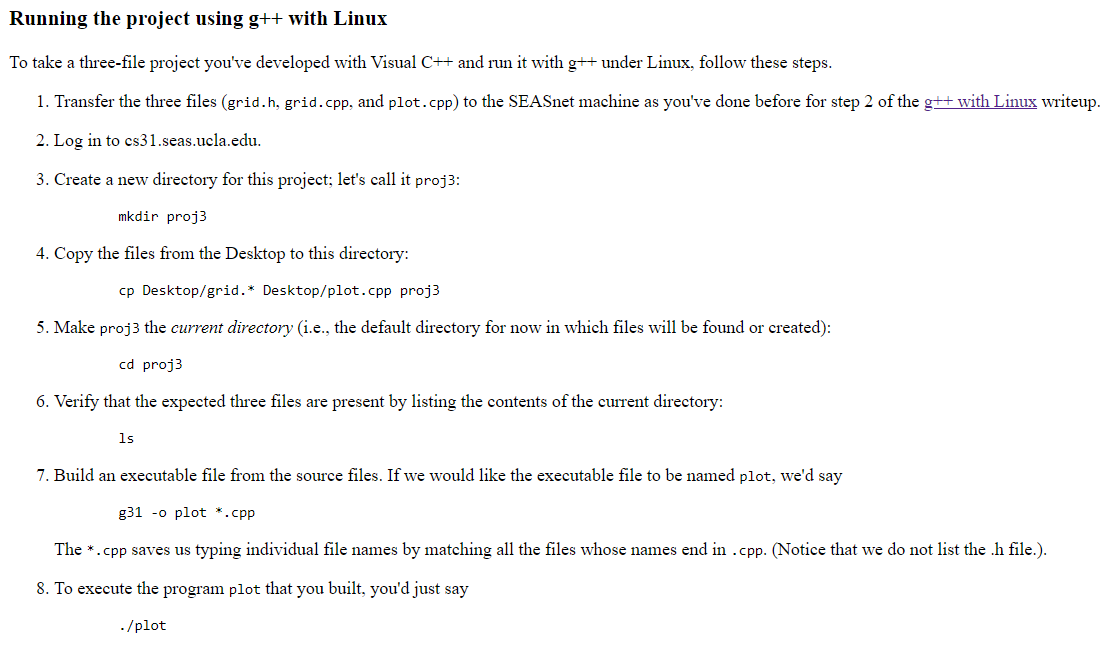 Running the project using g++ with Linux
To take a three-file project you've developed with Visual C++ and run it with g++ under Linux, follow these steps.
1. Transfer the three files (grid.h, grid.cpp, and plot.cpp) to the SEASnet machine as you've done before for step 2 of the g++ with Linux writeup.
2. Log in to cs31.seas.ucla.edu.
3. Create a new directory for this project; let's call it proj3:
mkdir proj3
4. Copy the files from the Desktop to this directory:
cp Desktop/grid.* Desktop/plot.cpp proj3
5. Make proj3 the current directory (i.e., the default directory for now in which files will be found or created):
cd proj3
6. Verify that the expected three files are present by listing the contents of the current directory:
ls
7. Build an executable file from the source files. If we would like the executable file to be named plot, we'd say
g31 -o plot *.cpp
The *.cpp saves us typing individual file names by matching all the files whose names end in .cpp. (Notice that we do not list the .h file.).
8. To execute the program plot that you built, you'd just say
./plot